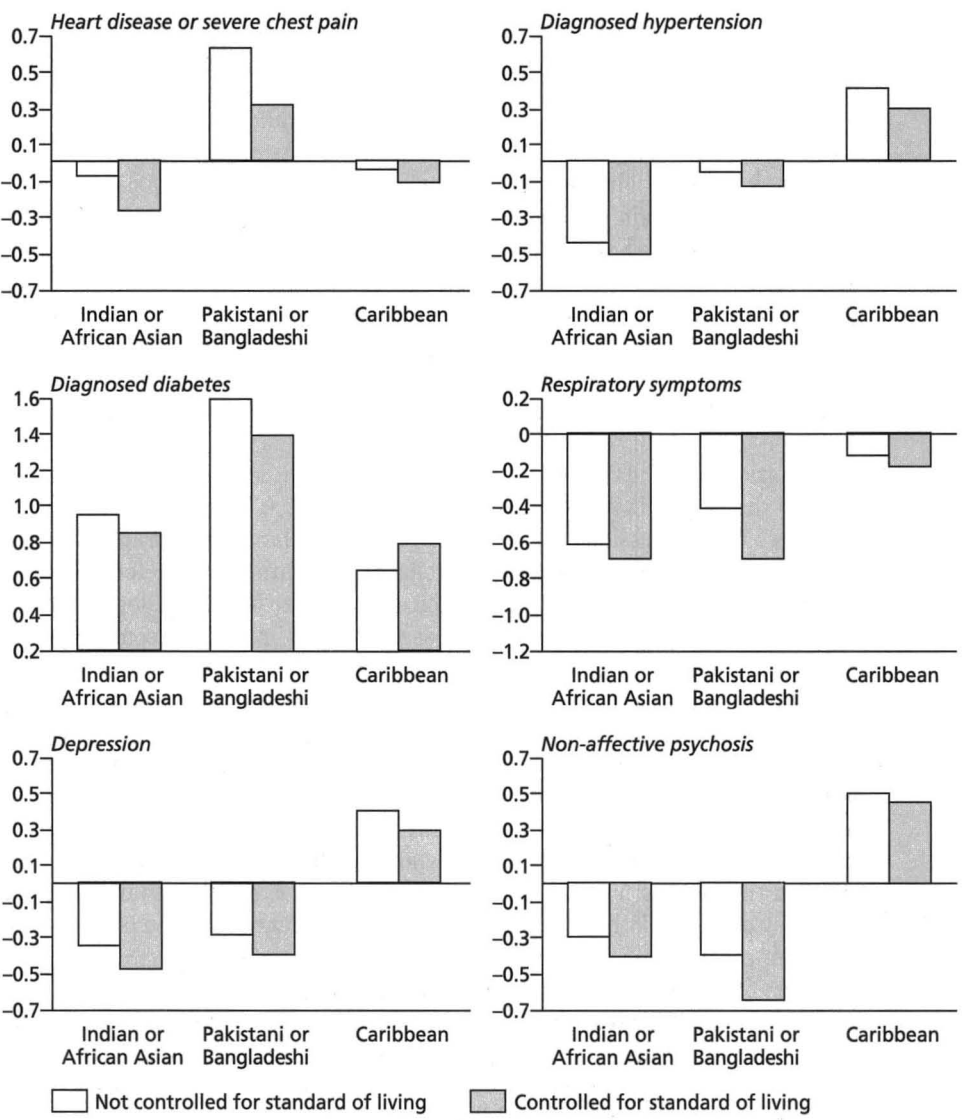 Heart disease or severe chest pain
0.7
0.5
0.3
0.1
–0.1
–0.3
–0.5
–0.7
Indian or African Asian
Pakistani or Bangladeshi
Caribbean
Diagnosed hypertension
0.7
0.5
0.3
0.1
–0.1
–0.3
–0.5
–0.7
Indian or African Asian
Pakistani or Bangladeshi
Caribbean
Diagnosed diabetes
1.6
1.4
1.2
1.0
0.8
0.6
0.4
0.2
Indian or African Asian
Pakistani or Bangladeshi
Caribbean
Respiratory symptoms
0.2
0
–0.2
–0.4
–0.6
–0.8
–1.0
–1.2
Indian or African Asian
Pakistani or Bangladeshi
Caribbean
Depression
0.7
0.5
0.3
0.1
–0.1
–0.3
–0.5
–0.7
Indian or African Asian
Pakistani or Bangladeshi
Caribbean
Non-affective psychosis
0.7
0.5
0.3
0.1
–0.1
–0.3
–0.5
–0.7
Indian or African Asian
Pakistani or Bangladeshi
Caribbean
Not controlled for standard of living
Controlled for standard of living